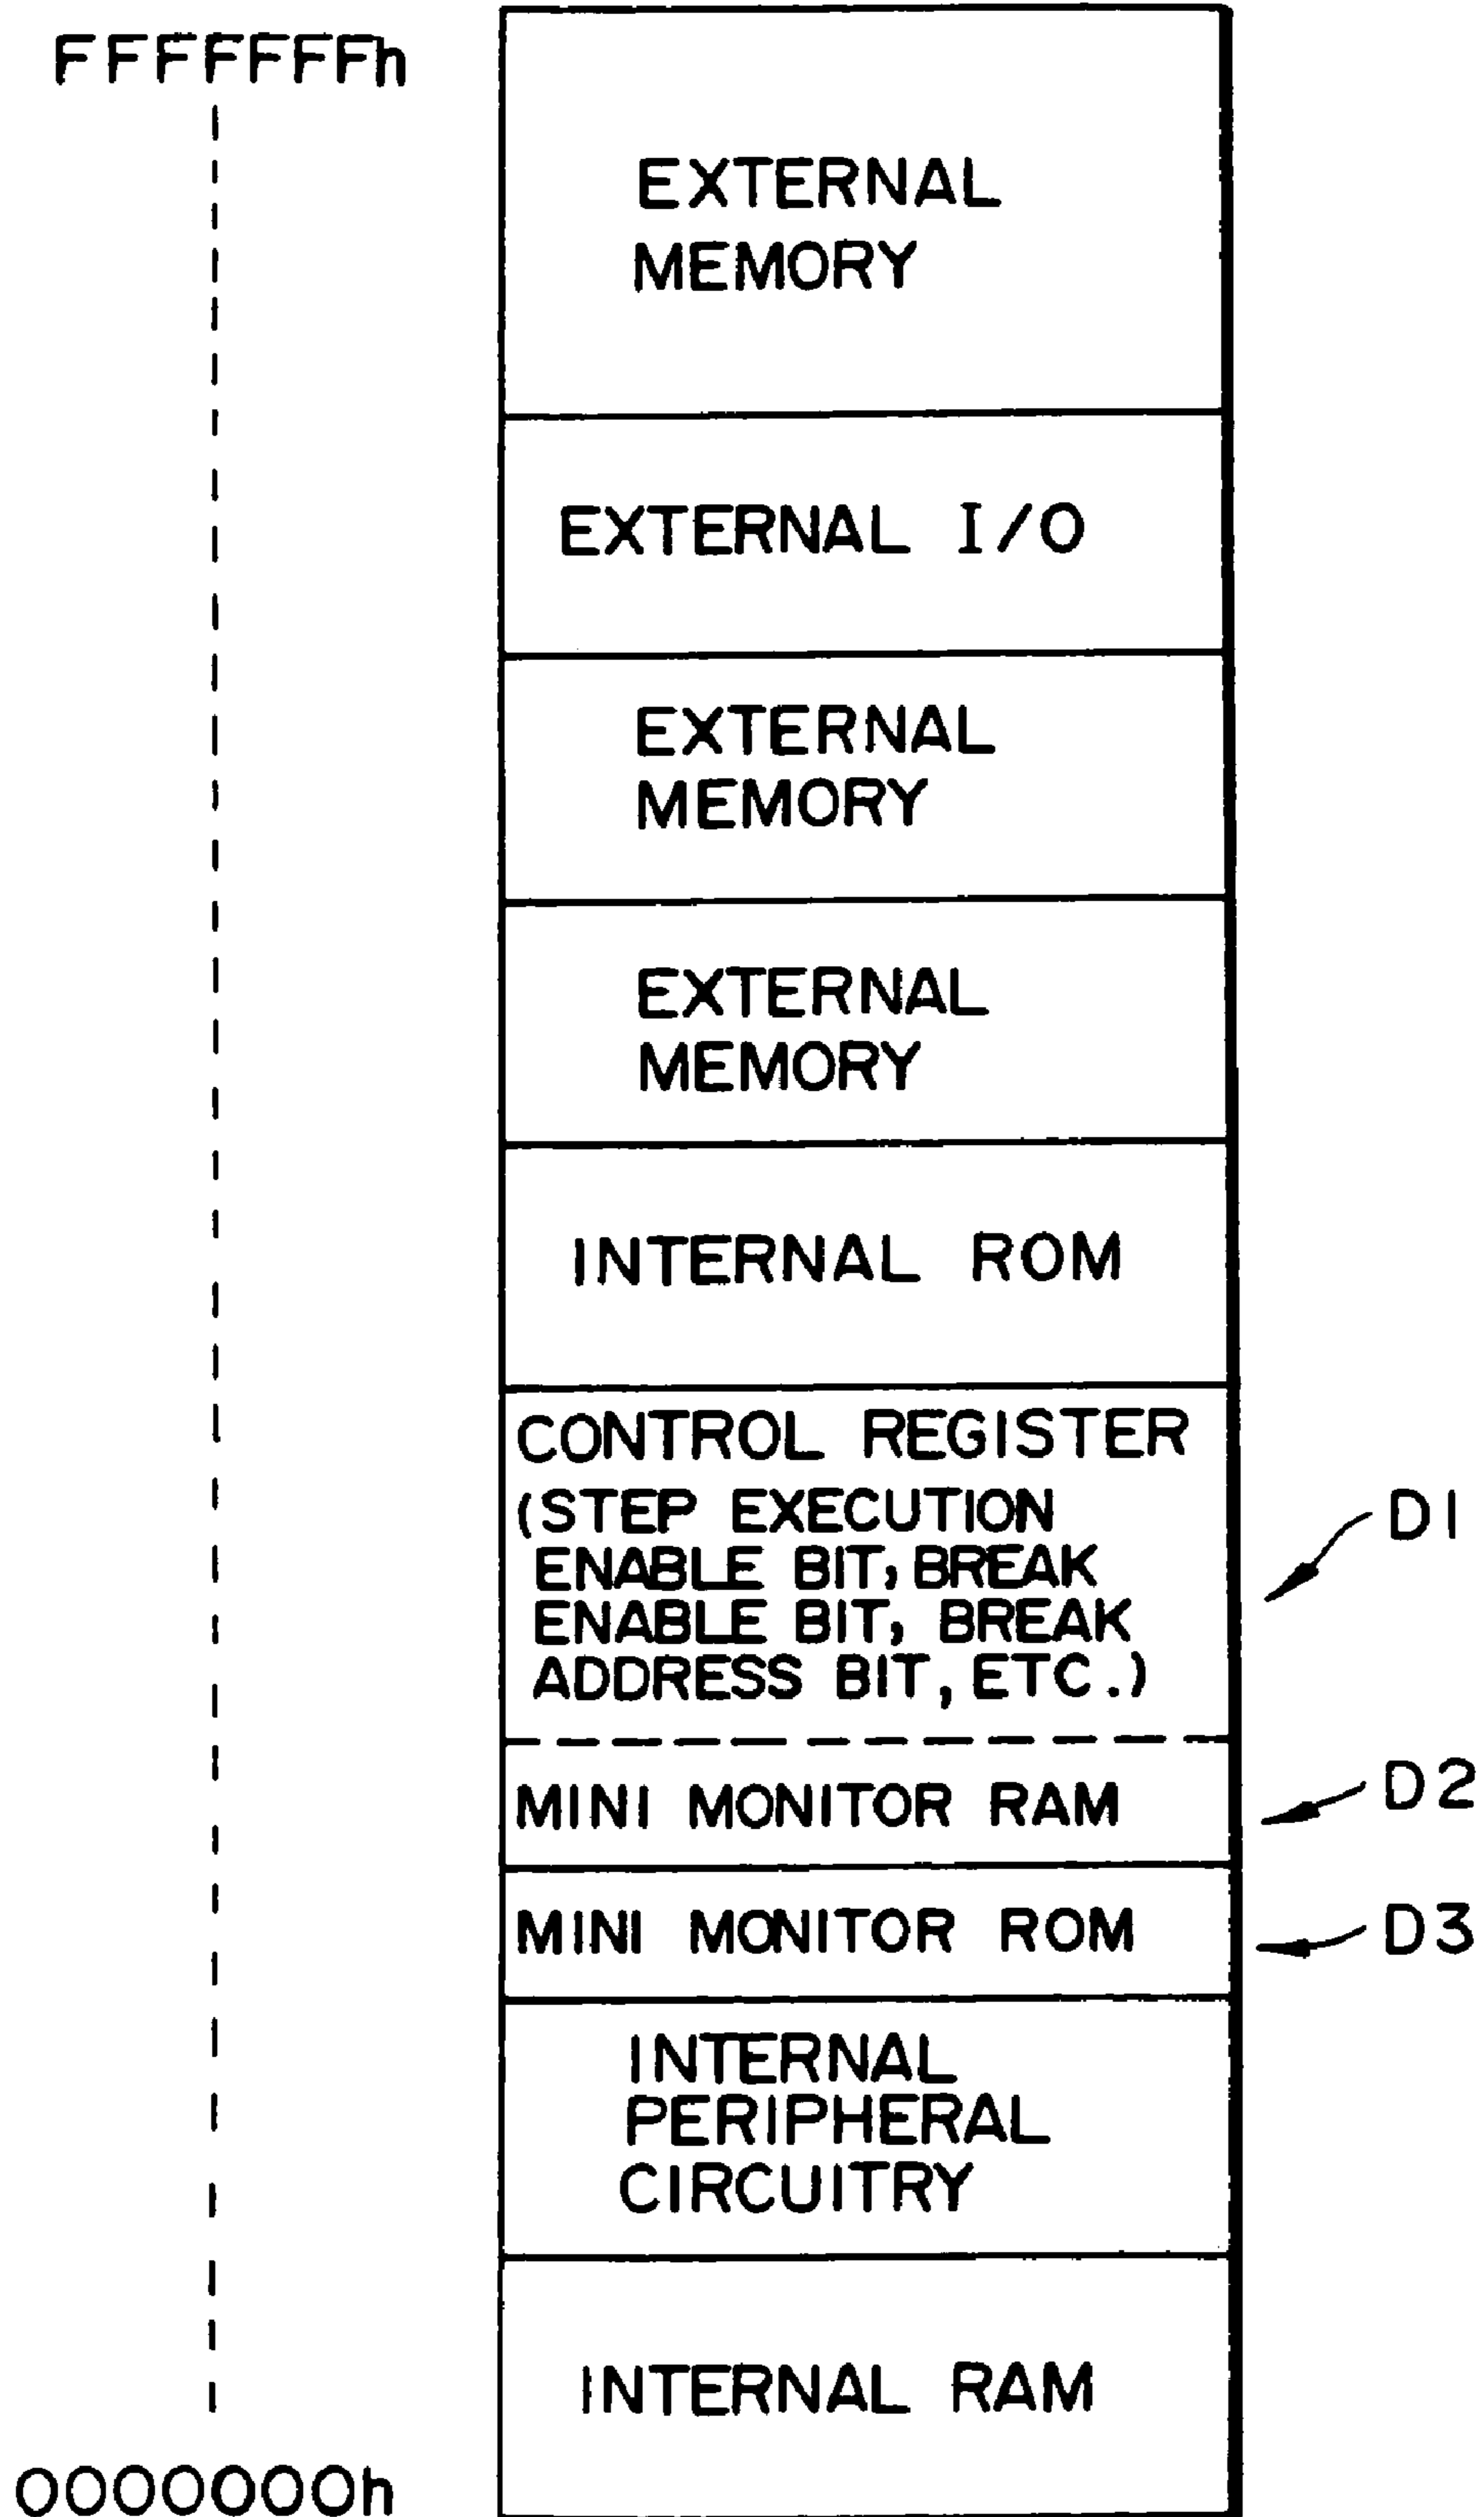 FFFFFFFh
EXTERNAL
MEMORY
EXTERNAL I/O
EXTERNAL
MEMORY
EXTERNAL
MEMORY
INTERNAL ROM
CONTROL REGISTER
(STEP EXECUTION
ENABLE BIT, BREAK
ENABLE BIT, BREAK
ADDRESS BIT, ETC.)
D1
MINI MONITOR RAM
D2
MINI MONITOR ROM
D3
INTERNAL
PERIPHERAL
CIRCUITRY
INTERNAL RAM
0000000h